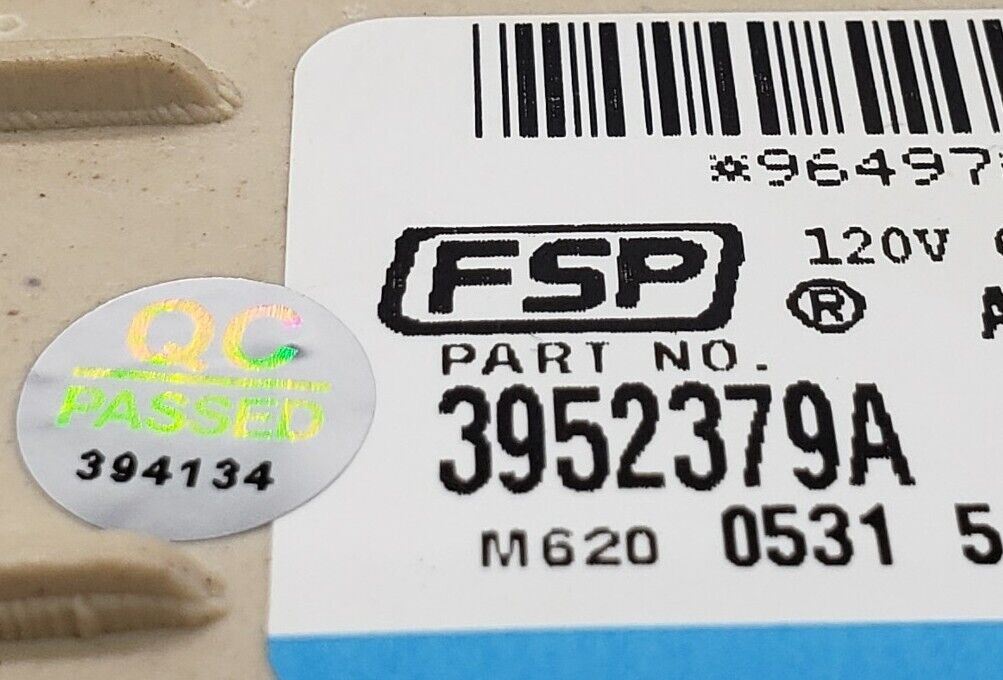 *96497
FSP
120V
®
PART NO.
3952379A
M620 0531 5
QC
PASSED
394134